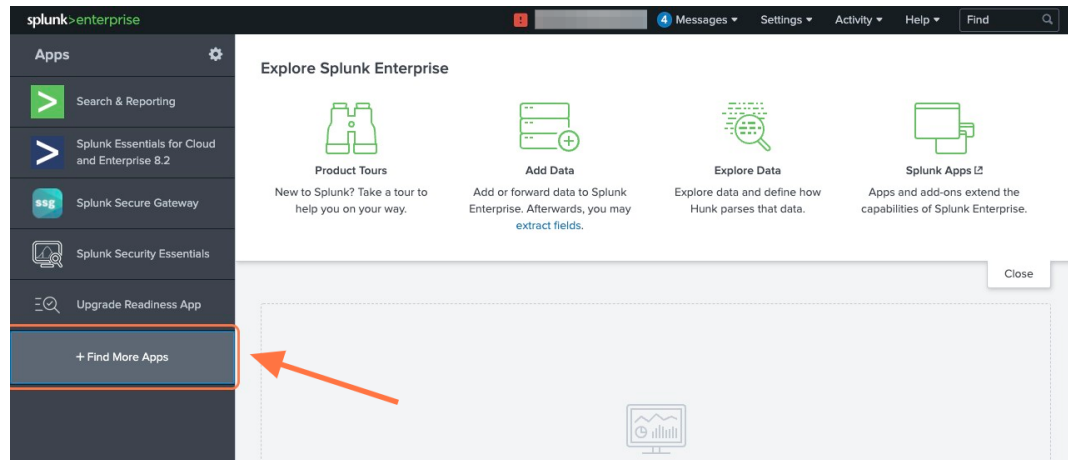 splunk>enterprise
! 4 Messages ▾ Settings ▾ Activity ▾ Help ▾ Find
Apps
Search & Reporting
Splunk Essentials for Cloud
and Enterprise 8.2
ssg Splunk Secure Gateway
Splunk Security Essentials
Upgrade Readiness App
+ Find More Apps
Explore Splunk Enterprise
Product Tours
New to Splunk? Take a tour to
help you on your way.
Add Data
Add or forward data to Splunk
Enterprise. Afterwards, you may
extract fields.
Explore Data
Explore data and define how
Hunk parses that data.
Splunk Apps
Apps and add-ons extend the
capabilities of Splunk Enterprise.
Close